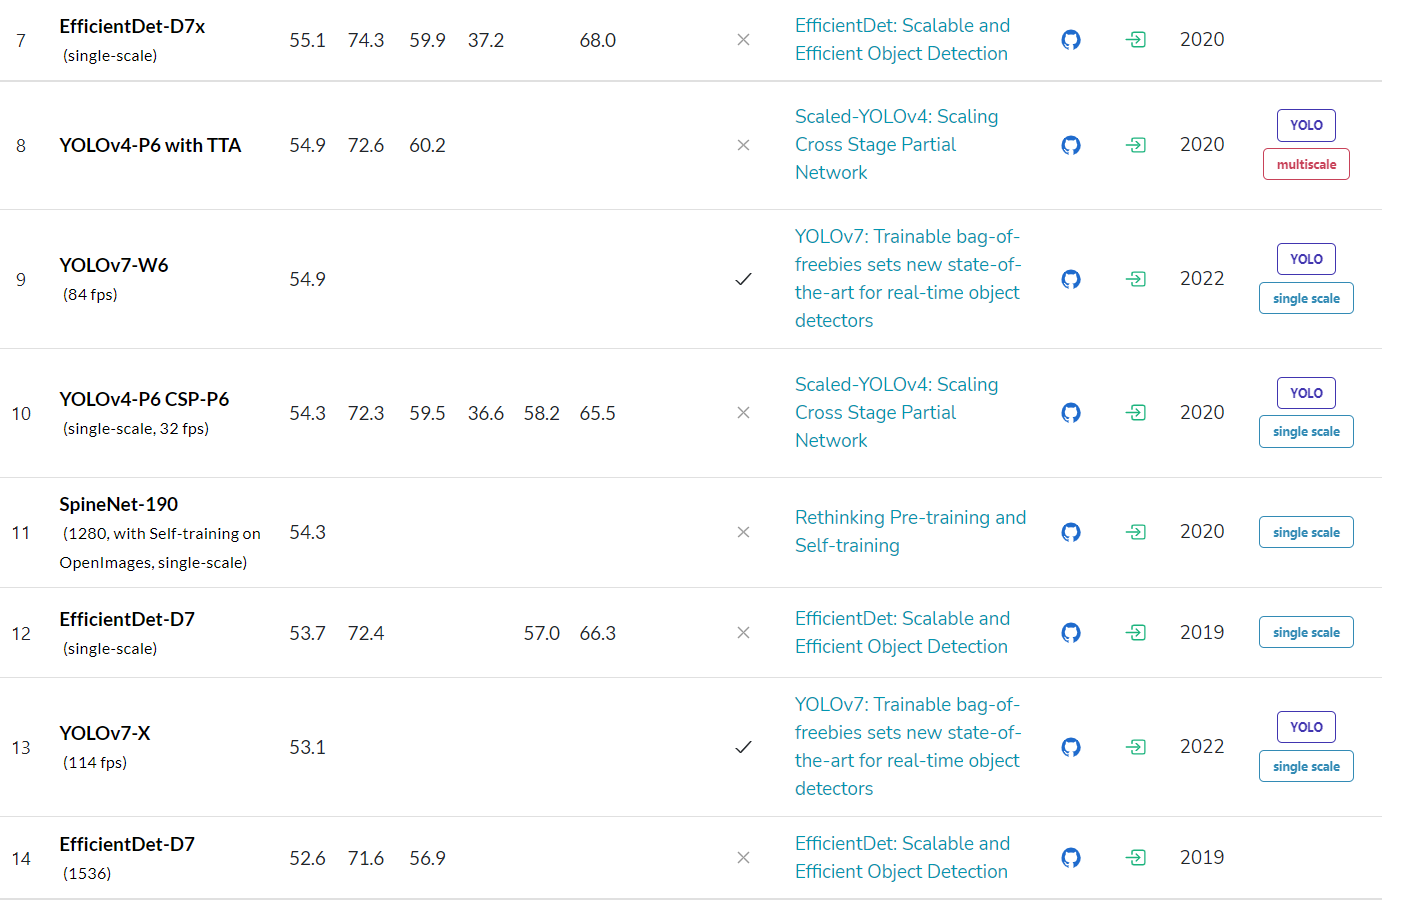 7 EfficientDet-D7x (single-scale) 55.1 74.3 59.9 37.2 68.0 × EfficientDet: Scalable and Efficient Object Detection 2020
8 YOLOv4-P6 with TTA 54.9 72.6 60.2 × Scaled-YOLOv4: Scaling Cross Stage Partial Network 2020 YOLO multiscale
9 YOLOv7-W6 (84 fps) 54.9 ✓ YOLOv7: Trainable bag-of-freebies sets new state-of-the-art for real-time object detectors 2022 YOLO single scale
10 YOLOv4-P6 CSP-P6 (single-scale, 32 fps) 54.3 72.3 59.5 36.6 58.2 65.5 × Scaled-YOLOv4: Scaling Cross Stage Partial Network 2020 YOLO single scale
11 SpineNet-190 (1280, with Self-training on OpenImages, single-scale) 54.3 × Rethinking Pre-training and Self-training 2020 single scale
12 EfficientDet-D7 (single-scale) 53.7 72.4 57.0 66.3 × EfficientDet: Scalable and Efficient Object Detection 2019 single scale
13 YOLOv7-X (114 fps) 53.1 ✓ YOLOv7: Trainable bag-of-freebies sets new state-of-the-art for real-time object detectors 2022 YOLO single scale
14 EfficientDet-D7 (1536) 52.6 71.6 56.9 × EfficientDet: Scalable and Efficient Object Detection 2019